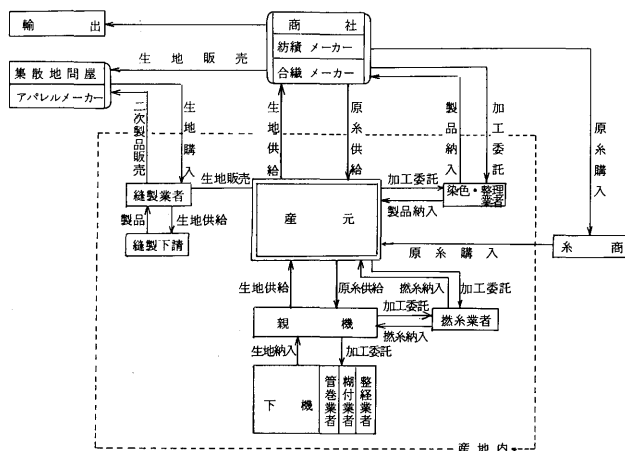 輸出
商社
紡績メーカー
合繊メーカー
生地販売
集散地問屋
アパレルメーカー
二次製品販売
生地購入
生地供給
原糸供給
製品納入
加工委託
原糸購入
生地販売
加工委託
縫製業者
染色・整理業者
製品納入
製品
生地供給
産元
縫製下請
原糸購入
糸商
生地供給
原糸供給
撚糸納入
加工委託
加工委託
親機
撚糸業者
撚糸納入
生地納入
加工委託
下機
管巻業者
糊付業者
整経業者
産地内